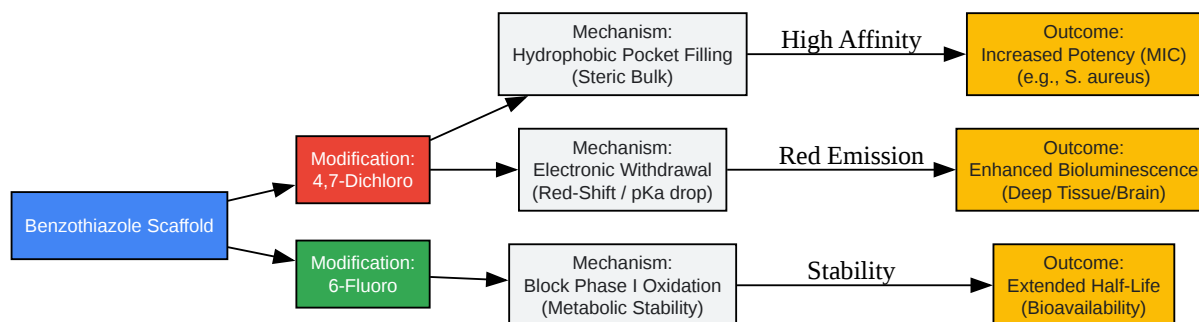 Benzothiazole Scaffold
Modification:
4,7-Dichloro
Modification:
6-Fluoro
Mechanism:
Hydrophobic Pocket Filling
(Steric Bulk)
High Affinity
Outcome:
Increased Potency (MIC)
(e.g., S. aureus)
Mechanism:
Electronic Withdrawal
(Red-Shift / pKa drop)
Red Emission
Outcome:
Enhanced Bioluminescence
(Deep Tissue/Brain)
Mechanism:
Block Phase I Oxidation
(Metabolic Stability)
Stability
Outcome:
Extended Half-Life
(Bioavailability)